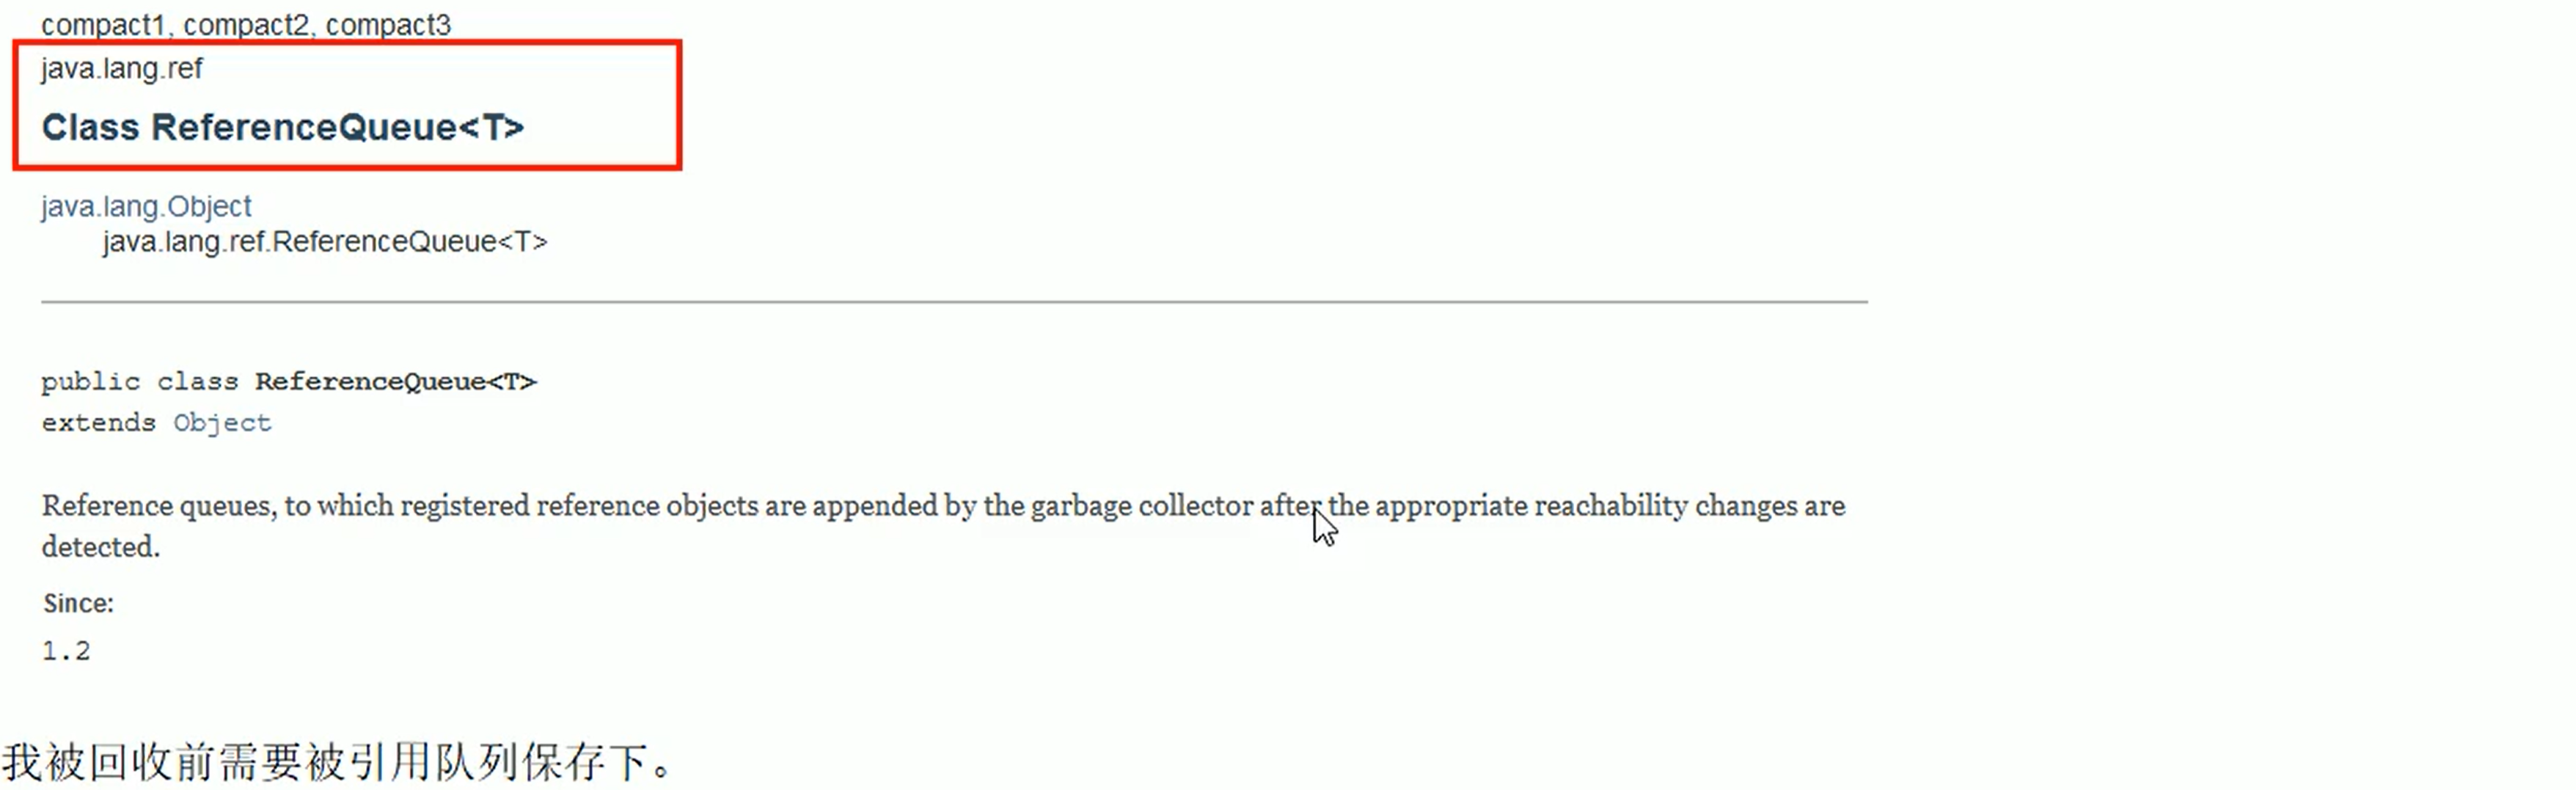 compact1, compact2, compact3
java.lang.ref
Class ReferenceQueue<T>
java.lang.Object
java.lang.ref.ReferenceQueue<T>
public class ReferenceQueue<T>
extends Object
Reference queues, to which registered reference objects are appended by the garbage collector after the appropriate reachability changes are
detected.
Since:
1.2
我被回收前需要被引用队列保存下。